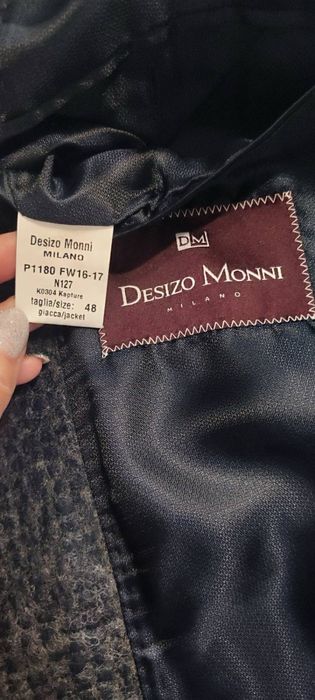 Desizo Monni
MILANO
P1180 FW16-17
N127
K0304 Kapture
taglia/size: 48
giacca/jacket
DM
DESIZO MONNI
MILANO